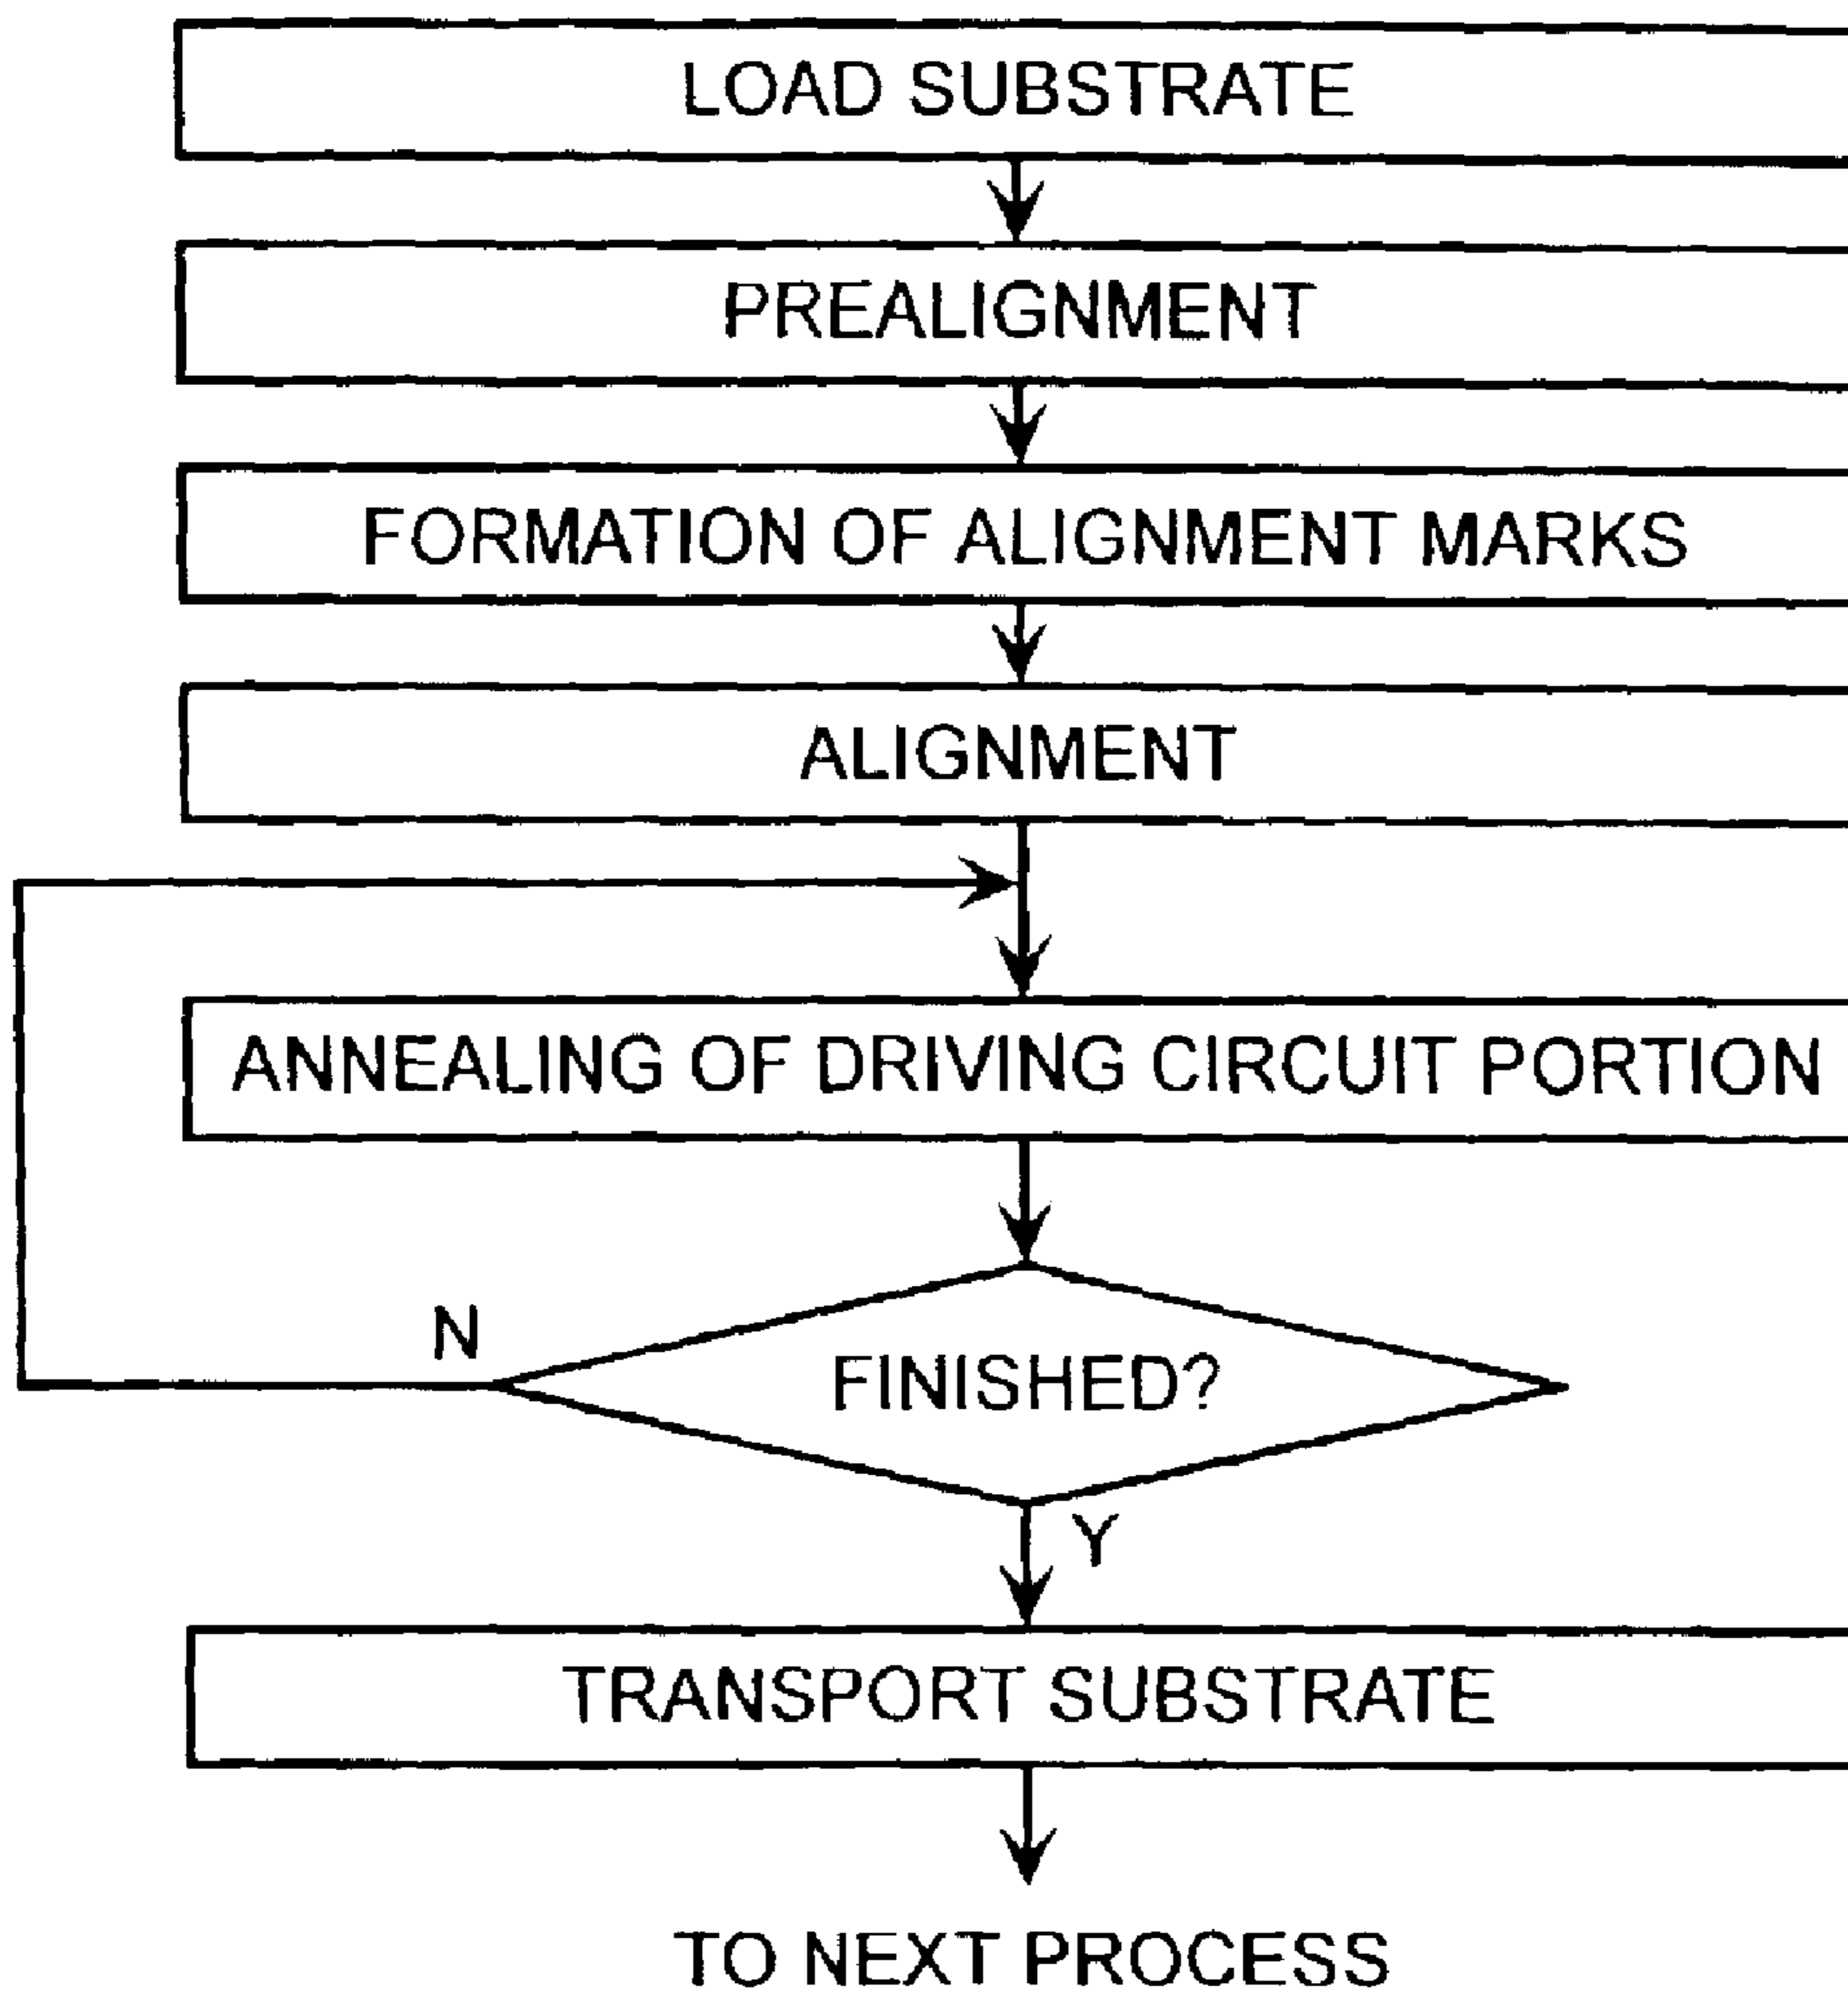 LOAD SUBSTRATE
PREALIGNMENT
FORMATION OF ALIGNMENT MARKS
ALIGNMENT
ANNEALING OF DRIVING CIRCUIT PORTION
N
FINISHED?
Y
TRANSPORT SUBSTRATE
TO NEXT PROCESS